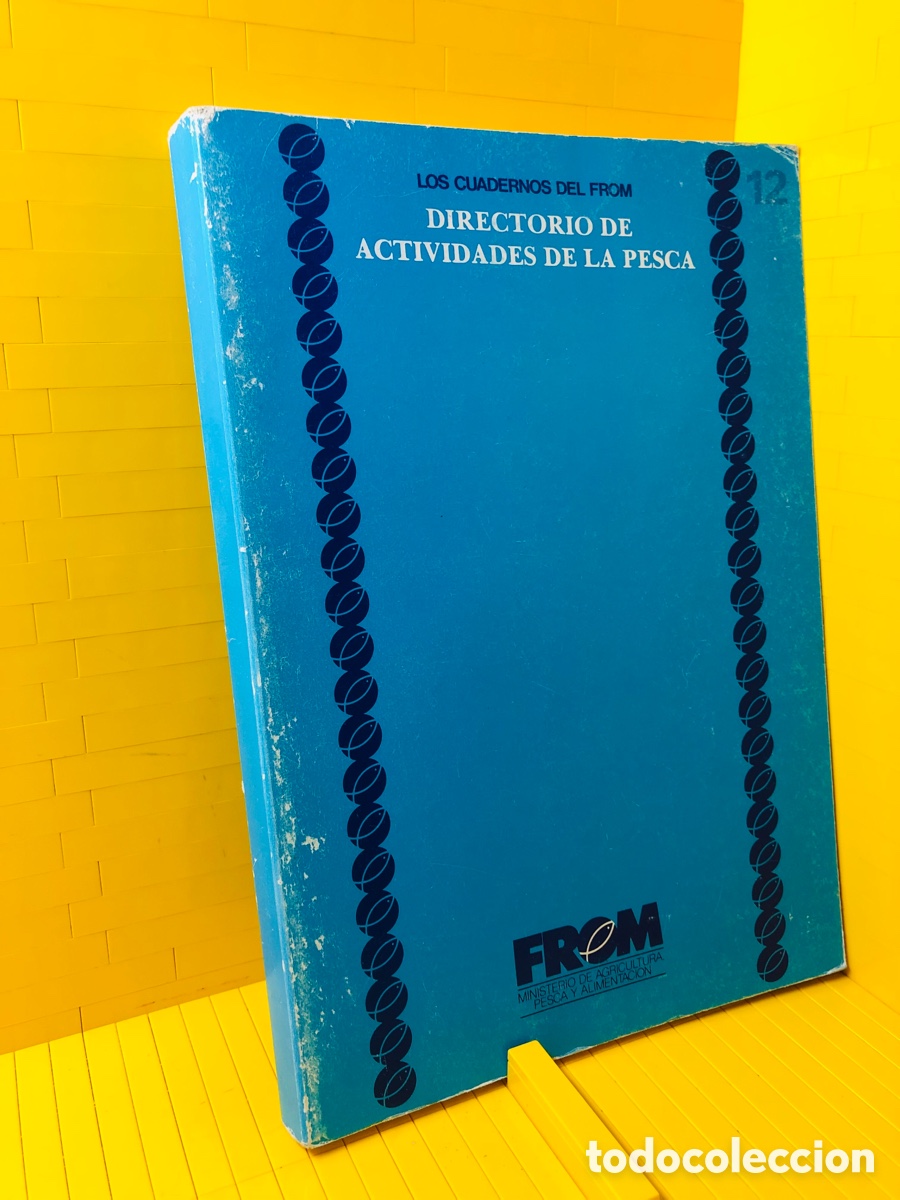 LOS CUADERNOS DEL FROM
12
DIRECTORIO DE
ACTIVIDADES DE LA PESCA
FROM
MINISTERIO DE AGRICULTURA
PESCA Y ALIMENTACION
todocoleccion